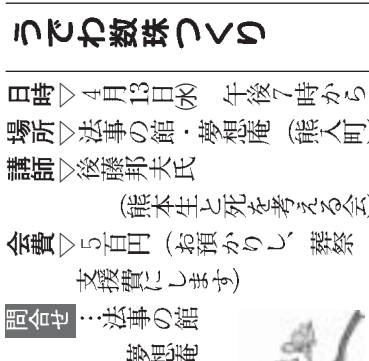 うでわ数珠つくり
日時▷4月13日㈬　午後7時から
場所▷法事の館・夢想庵（熊入町）
講師▷後藤邦夫氏
（熊本生と死を考える会）
会費▷5百円（お預かりし、葬祭
支援費にします）
問合せ…法事の館
夢想庵